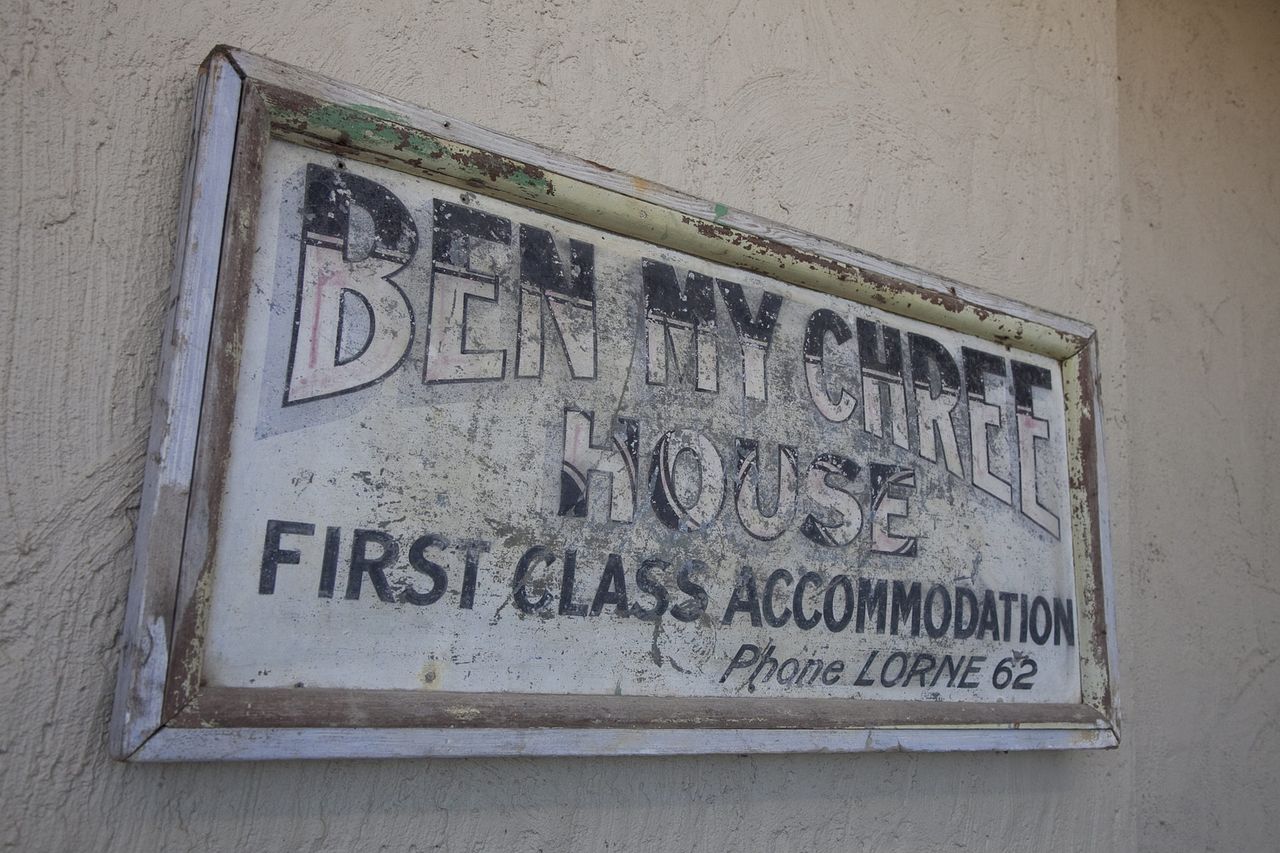 BEN MY CHREE
HOUSE
FIRST CLASS ACCOMMODATION
Phone LORNE 62